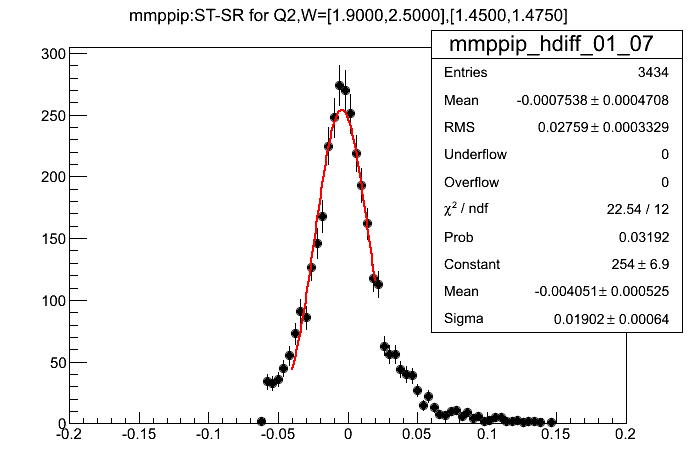 mmppip:ST-SR for Q2,W=[1.9000,2.5000],[1.4500,1.4750]
mmppip_hdiff_01_07
Entries 3434
Mean -0.0007538 ± 0.0004708
RMS 0.02759 ± 0.0003329
Underflow 0
Overflow 0
χ² / ndf 22.54 / 12
Prob 0.03192
Constant 254 ± 6.9
Mean -0.004051 ± 0.000525
Sigma 0.01902 ± 0.00064
300
250
200
150
100
50
0
-0.2 -0.15 -0.1 -0.05 0 0.05 0.1 0.15 0.2